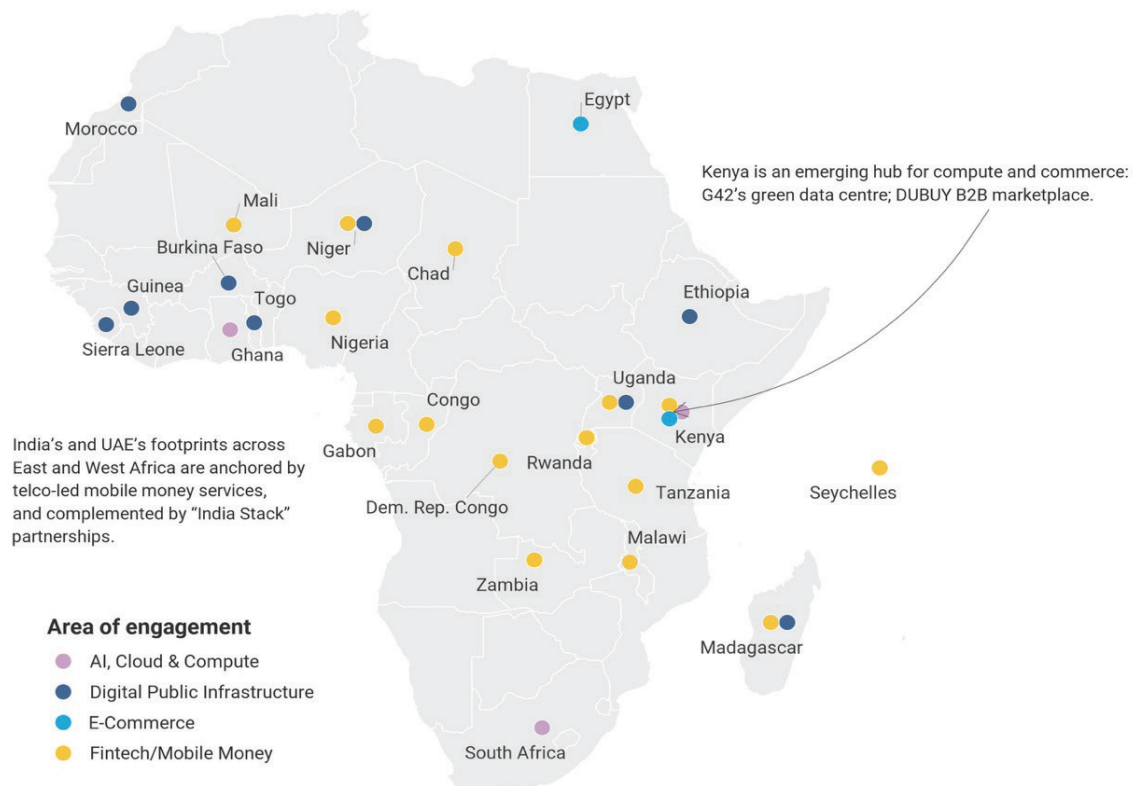 Egypt
Morocco
Kenya is an emerging hub for compute and commerce:
G42's green data centre; DUBUY B2B marketplace.
Mali
Burkina Faso
Niger
Chad
Guinea
Togo
Ethiopia
Sierra Leone
Ghana
Nigeria
Uganda
Congo
Kenya
Gabon
Rwanda
India's and UAE's footprints across
East and West Africa are anchored by
telco-led mobile money services,
and complemented by “India Stack”
partnerships.
Tanzania
Seychelles
Dem. Rep. Congo
Malawi
Zambia
Area of engagement
AI, Cloud & Compute
Digital Public Infrastructure
E-Commerce
Fintech/Mobile Money
Madagascar
South Africa